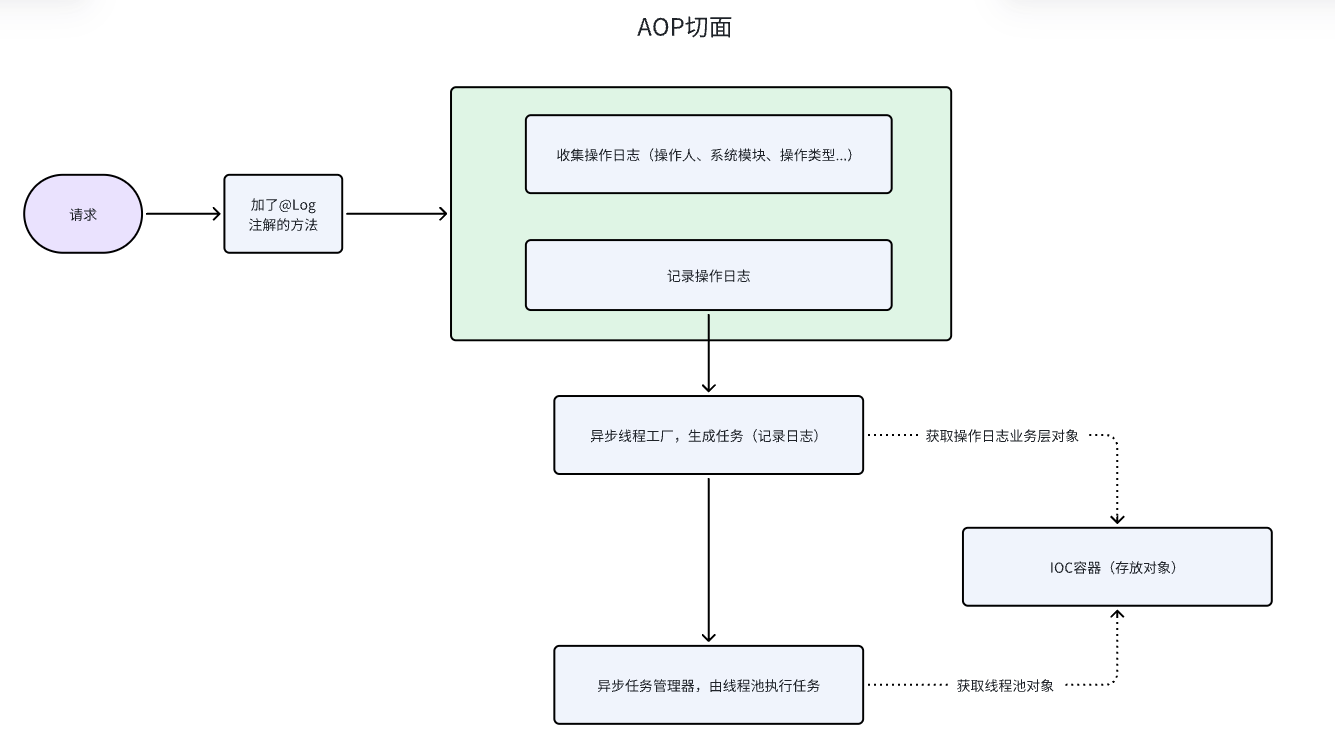 AOP切面
收集操作日志（操作人、系统模块、操作类型...）
请求
加了@Log
注解的方法
记录操作日志
异步线程工厂，生成任务（记录日志）
获取操作日志业务层对象
IOC容器（存放对象）
异步任务管理器，由线程池执行任务
获取线程池对象